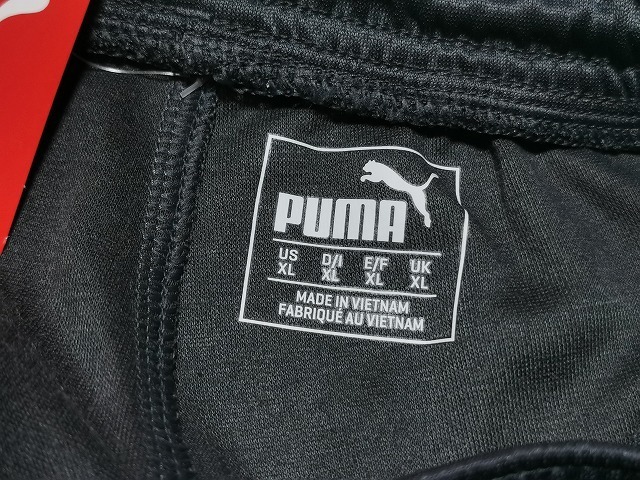 PUMA
US D/I E/F UK
XL XL XL XL
MADE IN VIETNAM
FABRIQUÉ AU VIETNAM